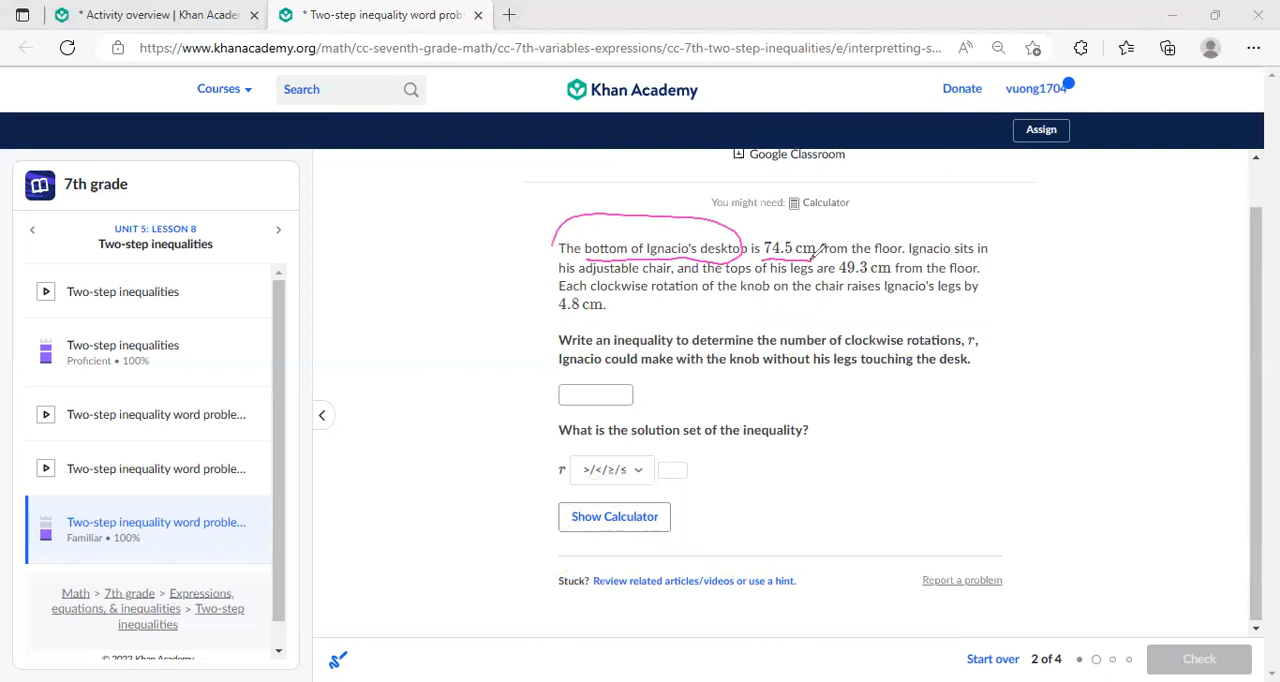 * Activity overview | Khan Acade
* Two-step inequality word prob
https://www.khanacademy.org/math/cc-seventh-grade-math/cc-7th-variables-expressions/cc-7th-two-step-inequalities/e/interpretting-s...
Courses
Search
Khan Academy
Donate
vuong1704
Assign
7th grade
UNIT 5: LESSON 8
Two-step inequalities
Two-step inequalities
Two-step inequalities
Proficient • 100%
Two-step inequality word proble...
Two-step inequality word proble...
Two-step inequality word proble...
Familiar • 100%
Math > 7th grade > Expressions,
equations, & inequalities > Two-step
inequalities
© 2023 Khan Academy
Google Classroom
You might need: Calculator
The bottom of Ignacio's desktop is 74.5 cm from the floor. Ignacio sits in
his adjustable chair, and the tops of his legs are 49.3 cm from the floor.
Each clockwise rotation of the knob on the chair raises Ignacio's legs by
4.8 cm.
Write an inequality to determine the number of clockwise rotations, r,
Ignacio could make with the knob without his legs touching the desk.
What is the solution set of the inequality?
r >/</≥/≤
Show Calculator
Stuck? Review related articles/videos or use a hint.
Report a problem
Start over 2 of 4 Check